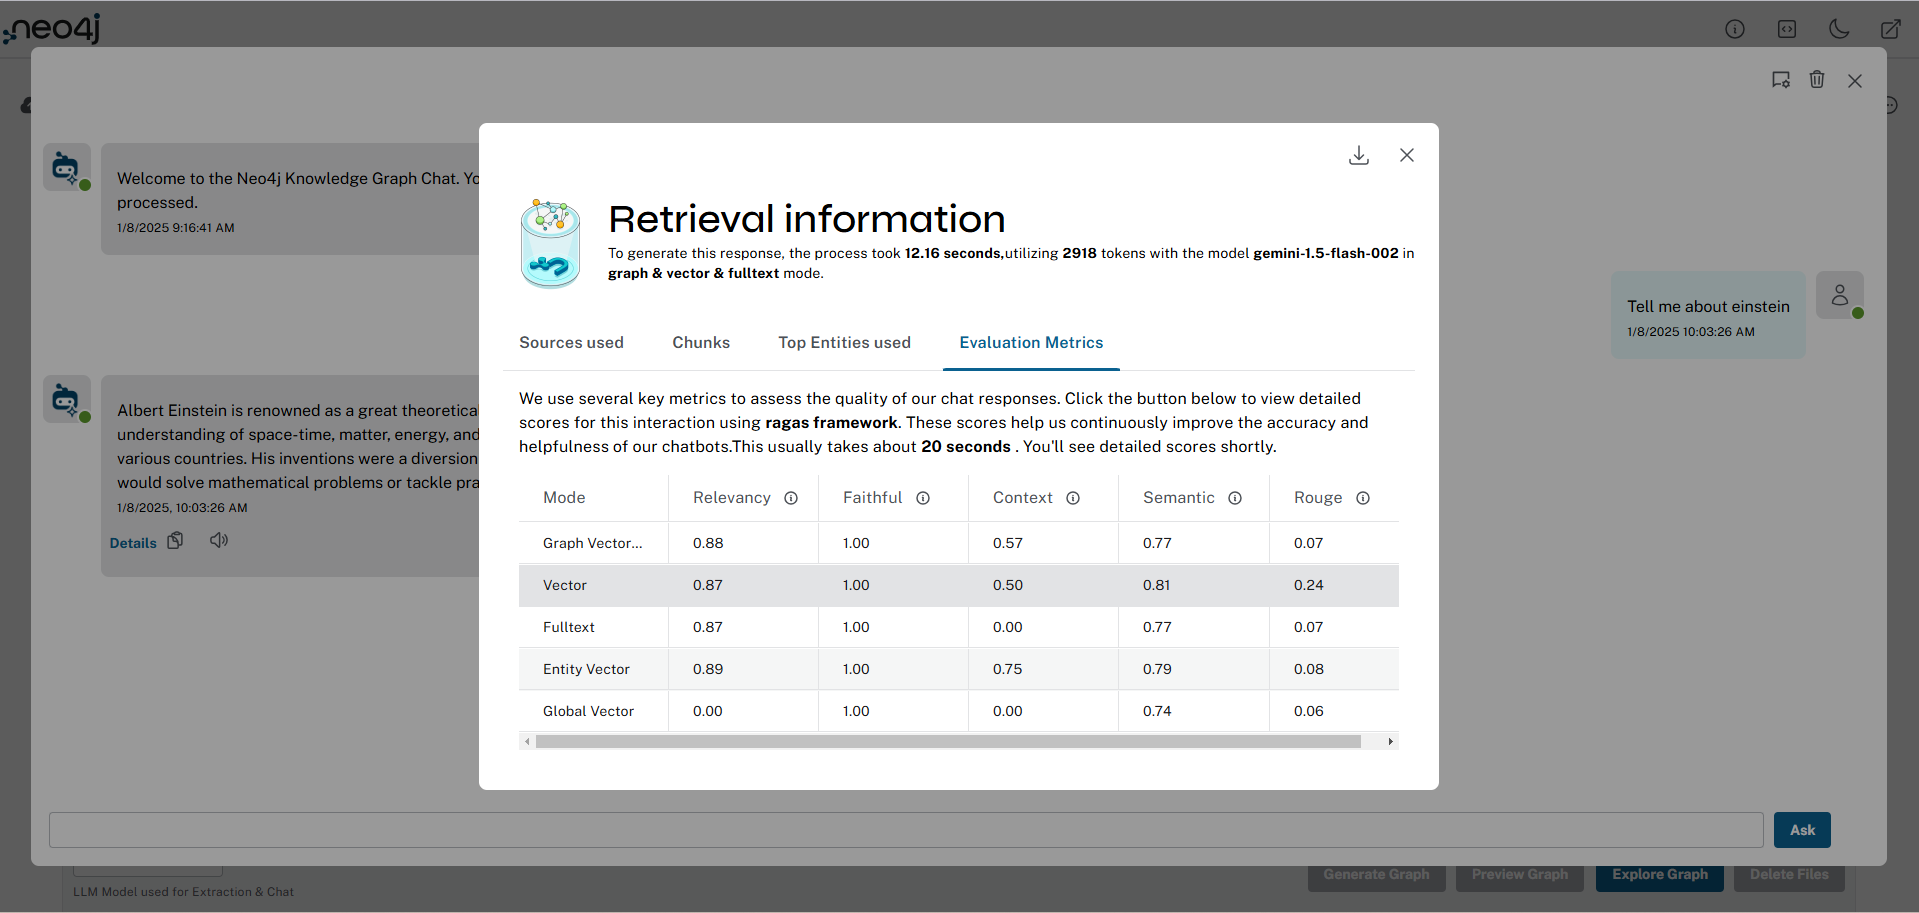 neo4j
Welcome to the Neo4j Knowledge Graph Chat. Yo
processed.
1/8/2025 9:16:41 AM
Tell me about einstein
1/8/2025 10:03:26 AM
Albert Einstein is renowned as a great theoretical
understanding of space-time, matter, energy, and
various countries. His inventions were a diversion
would solve mathematical problems or tackle pra
1/8/2025, 10:03:26 AM
Details
Retrieval information
To generate this response, the process took 12.16 seconds,utilizing 2918 tokens with the model gemini-1.5-flash-002 in
graph & vector & fulltext mode.
Sources used Chunks Top Entities used Evaluation Metrics
We use several key metrics to assess the quality of our chat responses. Click the button below to view detailed
scores for this interaction using ragas framework. These scores help us continuously improve the accuracy and
helpfulness of our chatbots.This usually takes about 20 seconds . You'll see detailed scores shortly.
Mode Relevancy Faithful Context Semantic Rouge
Graph Vector... 0.88 1.00 0.57 0.77 0.07
Vector 0.87 1.00 0.50 0.81 0.24
Fulltext 0.87 1.00 0.00 0.77 0.07
Entity Vector 0.89 1.00 0.75 0.79 0.08
Global Vector 0.00 1.00 0.00 0.74 0.06
Ask
LLM Model used for Extraction & Chat
Generate Graph Preview Graph Explore Graph Delete Files